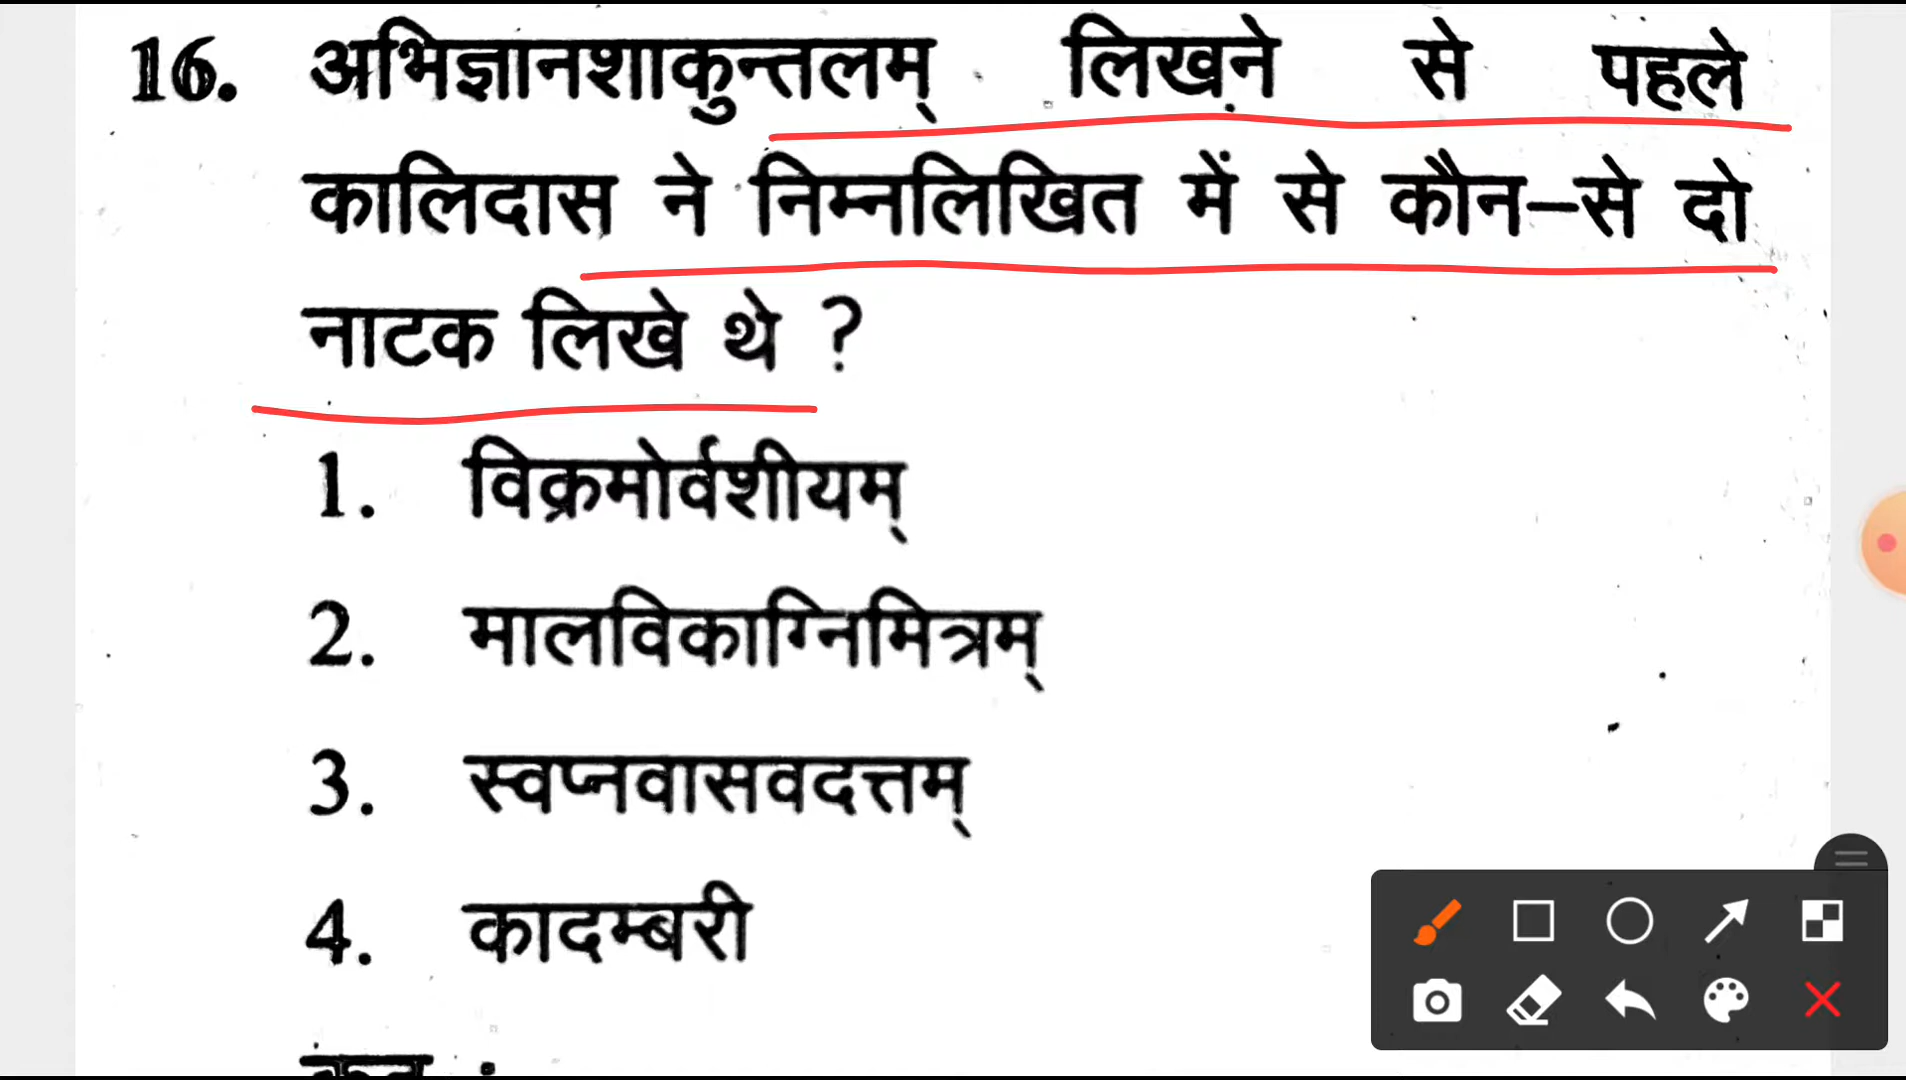 16. अभिज्ञानशाकुन्तलम् लिखने से पहले
कालिदास ने निम्नलिखित में से कौन–से दो
नाटक लिखे थे ?
1. विक्रमोर्वशीयम्
2. मालविकाग्निमित्रम्
3. स्वप्नवासवदत्तम्
4. कादम्बरी